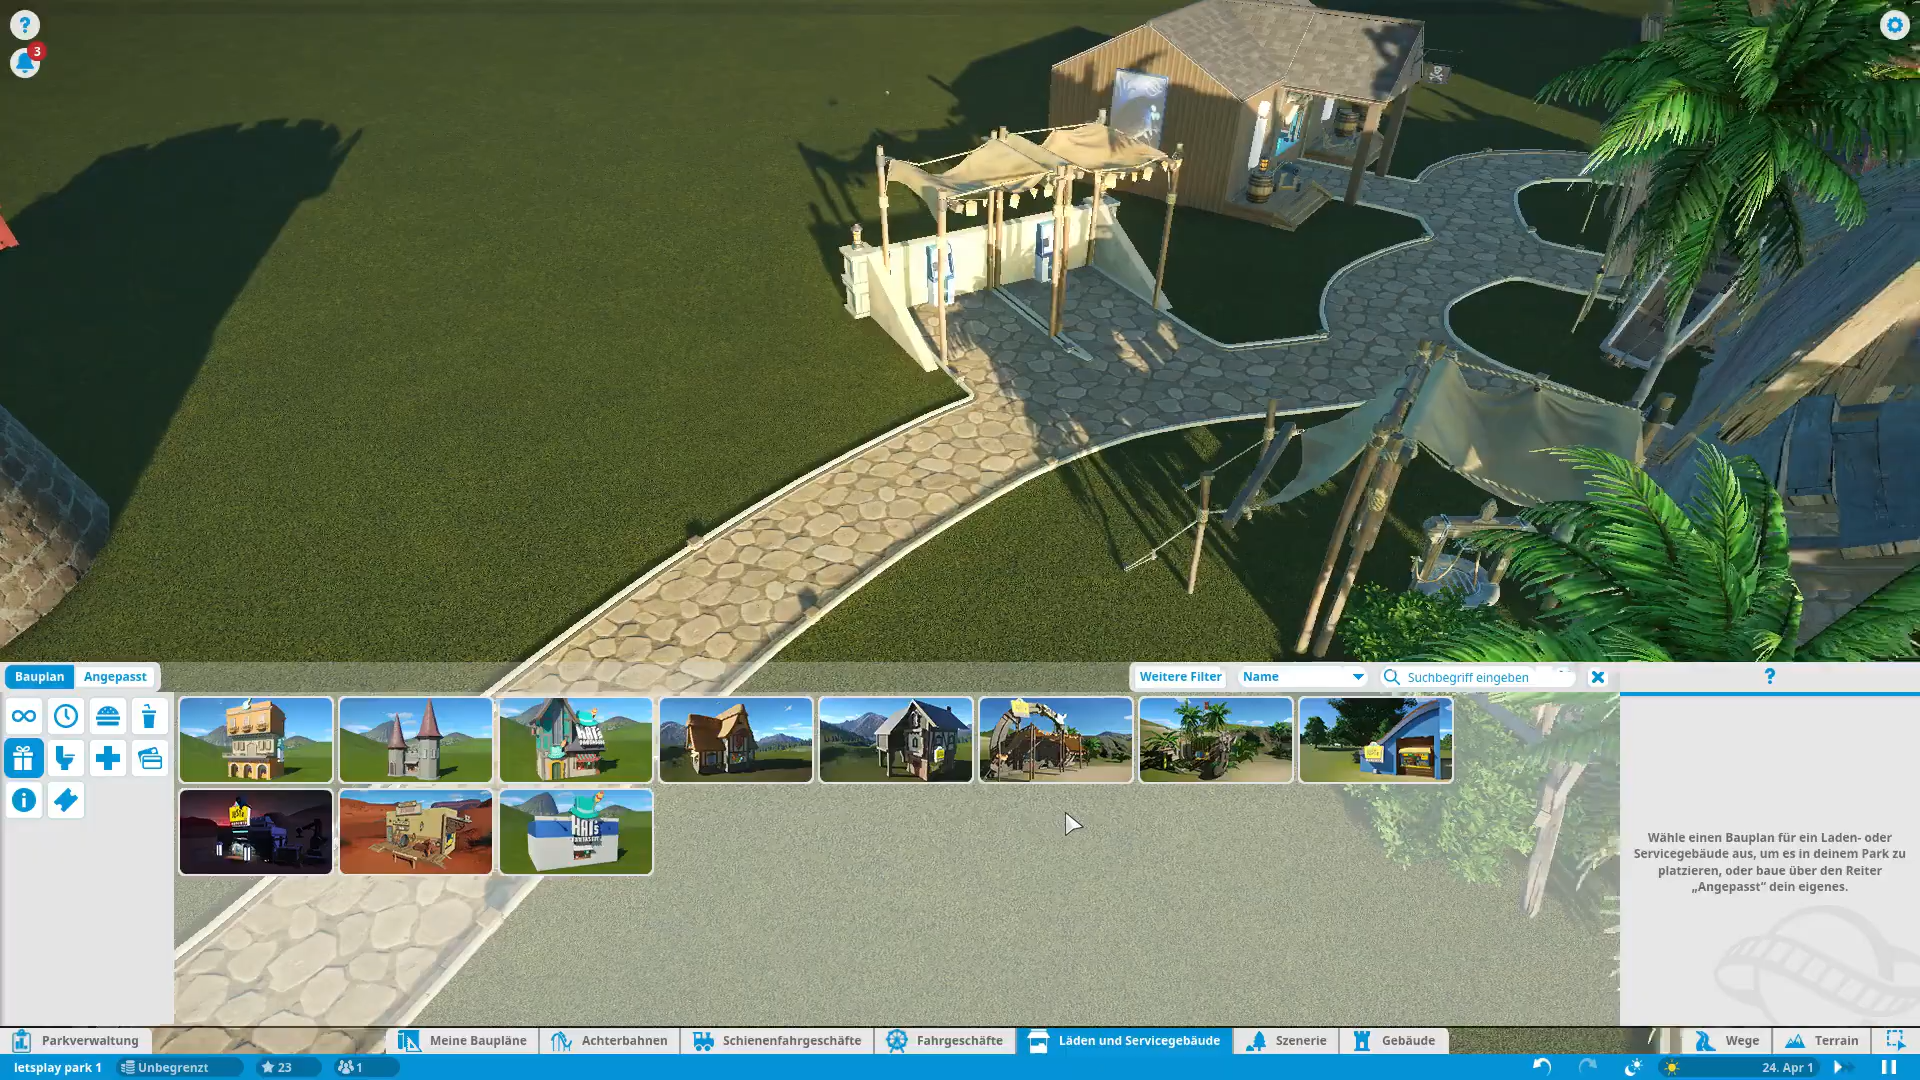 ?
3
Bauplan
Angepasst
Weitere Filter
Name
Suchbegriff eingeben
?
HATS
HATS
Wähle einen Bauplan für ein Laden- oder
Servicegebäude aus, um es in deinem Park zu
platzieren, oder baue über den Reiter
„Angepasst“ dein eigenes.
Parkverwaltung
Meine Baupläne
Achterbahnen
Schienenfahrgeschäfte
Fahrgeschäfte
Läden und Servicegebäude
Szenerie
Gebäude
Wege
Terrain
letsplay park 1
Unbegrenzt
23
1
24. Apr 1